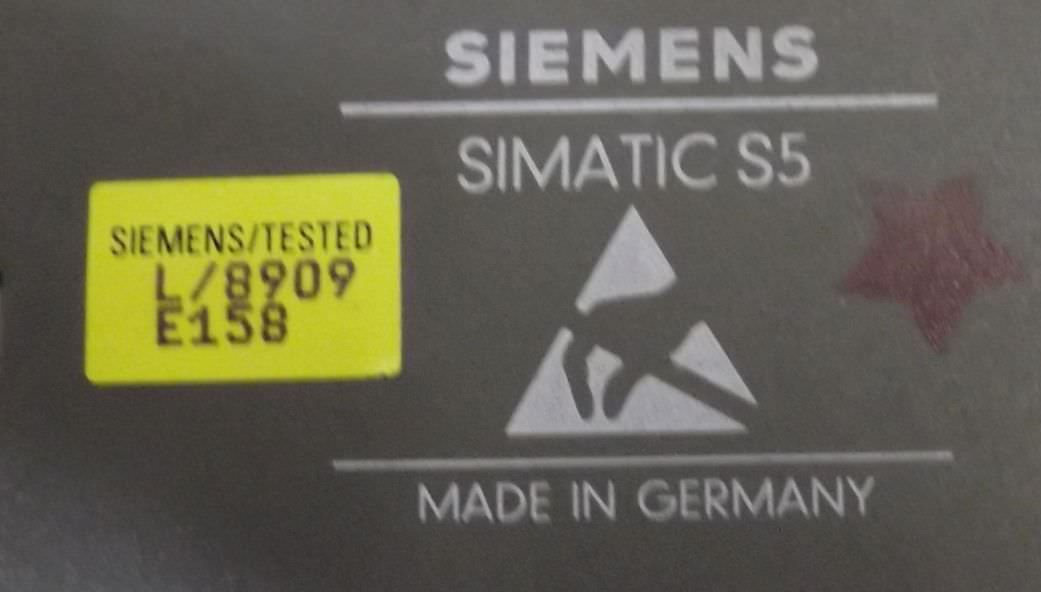 SIEMENS
SIMATIC S5
SIEMENS/TESTED
L/8909
E158
MADE IN GERMANY